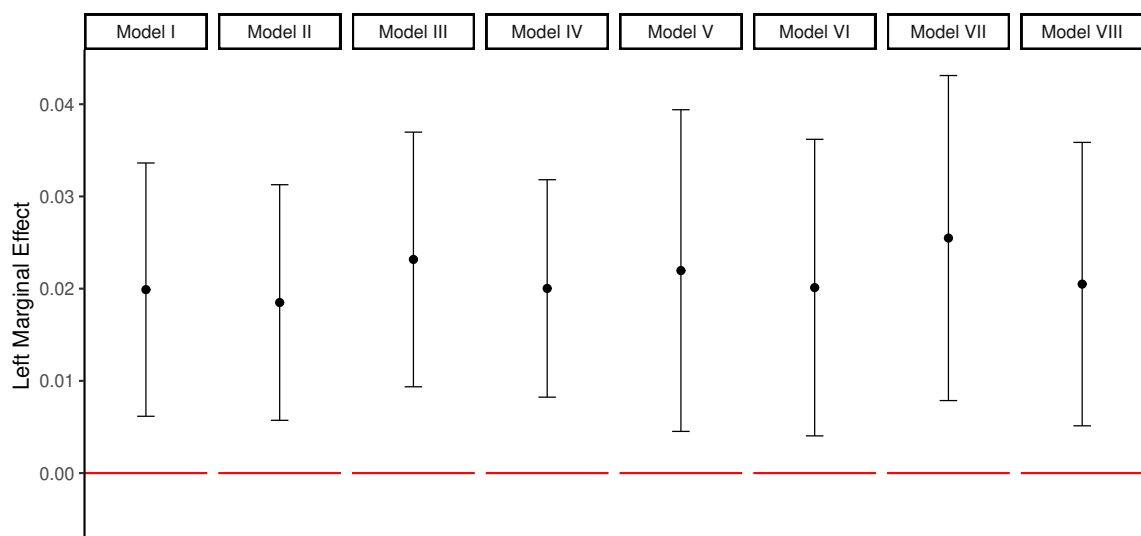 Model I Model II Model III Model IV Model V Model VI Model VII Model VIII
Left Marginal Effect
0.04
0.03
0.02
0.01
0.00